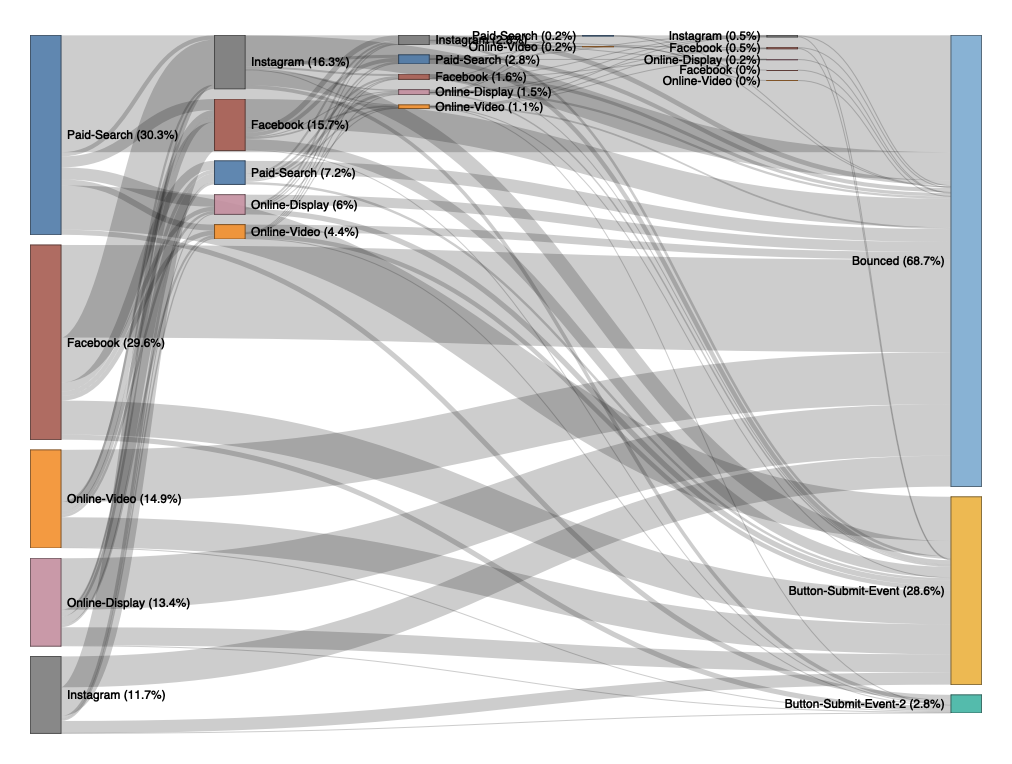 Paid-Search (30.3%)
Facebook (29.6%)
Online-Video (14.9%)
Online-Display (13.4%)
Instagram (11.7%)
Instagram (16.3%)
Facebook (15.7%)
Paid-Search (7.2%)
Online-Display (6%)
Online-Video (4.4%)
Instagram
Paid-Search (2.8%)
Facebook (1.6%)
Online-Display (1.5%)
Online-Video (1.1%)
Paid-Search (0.2%)
Online-Video (0.2%)
Instagram (0.5%)
Facebook (0.5%)
Online-Display (0.2%)
Facebook (0%)
Online-Video (0%)
Bounced (68.7%)
Button-Submit-Event (28.6%)
Button-Submit-Event-2 (2.8%)